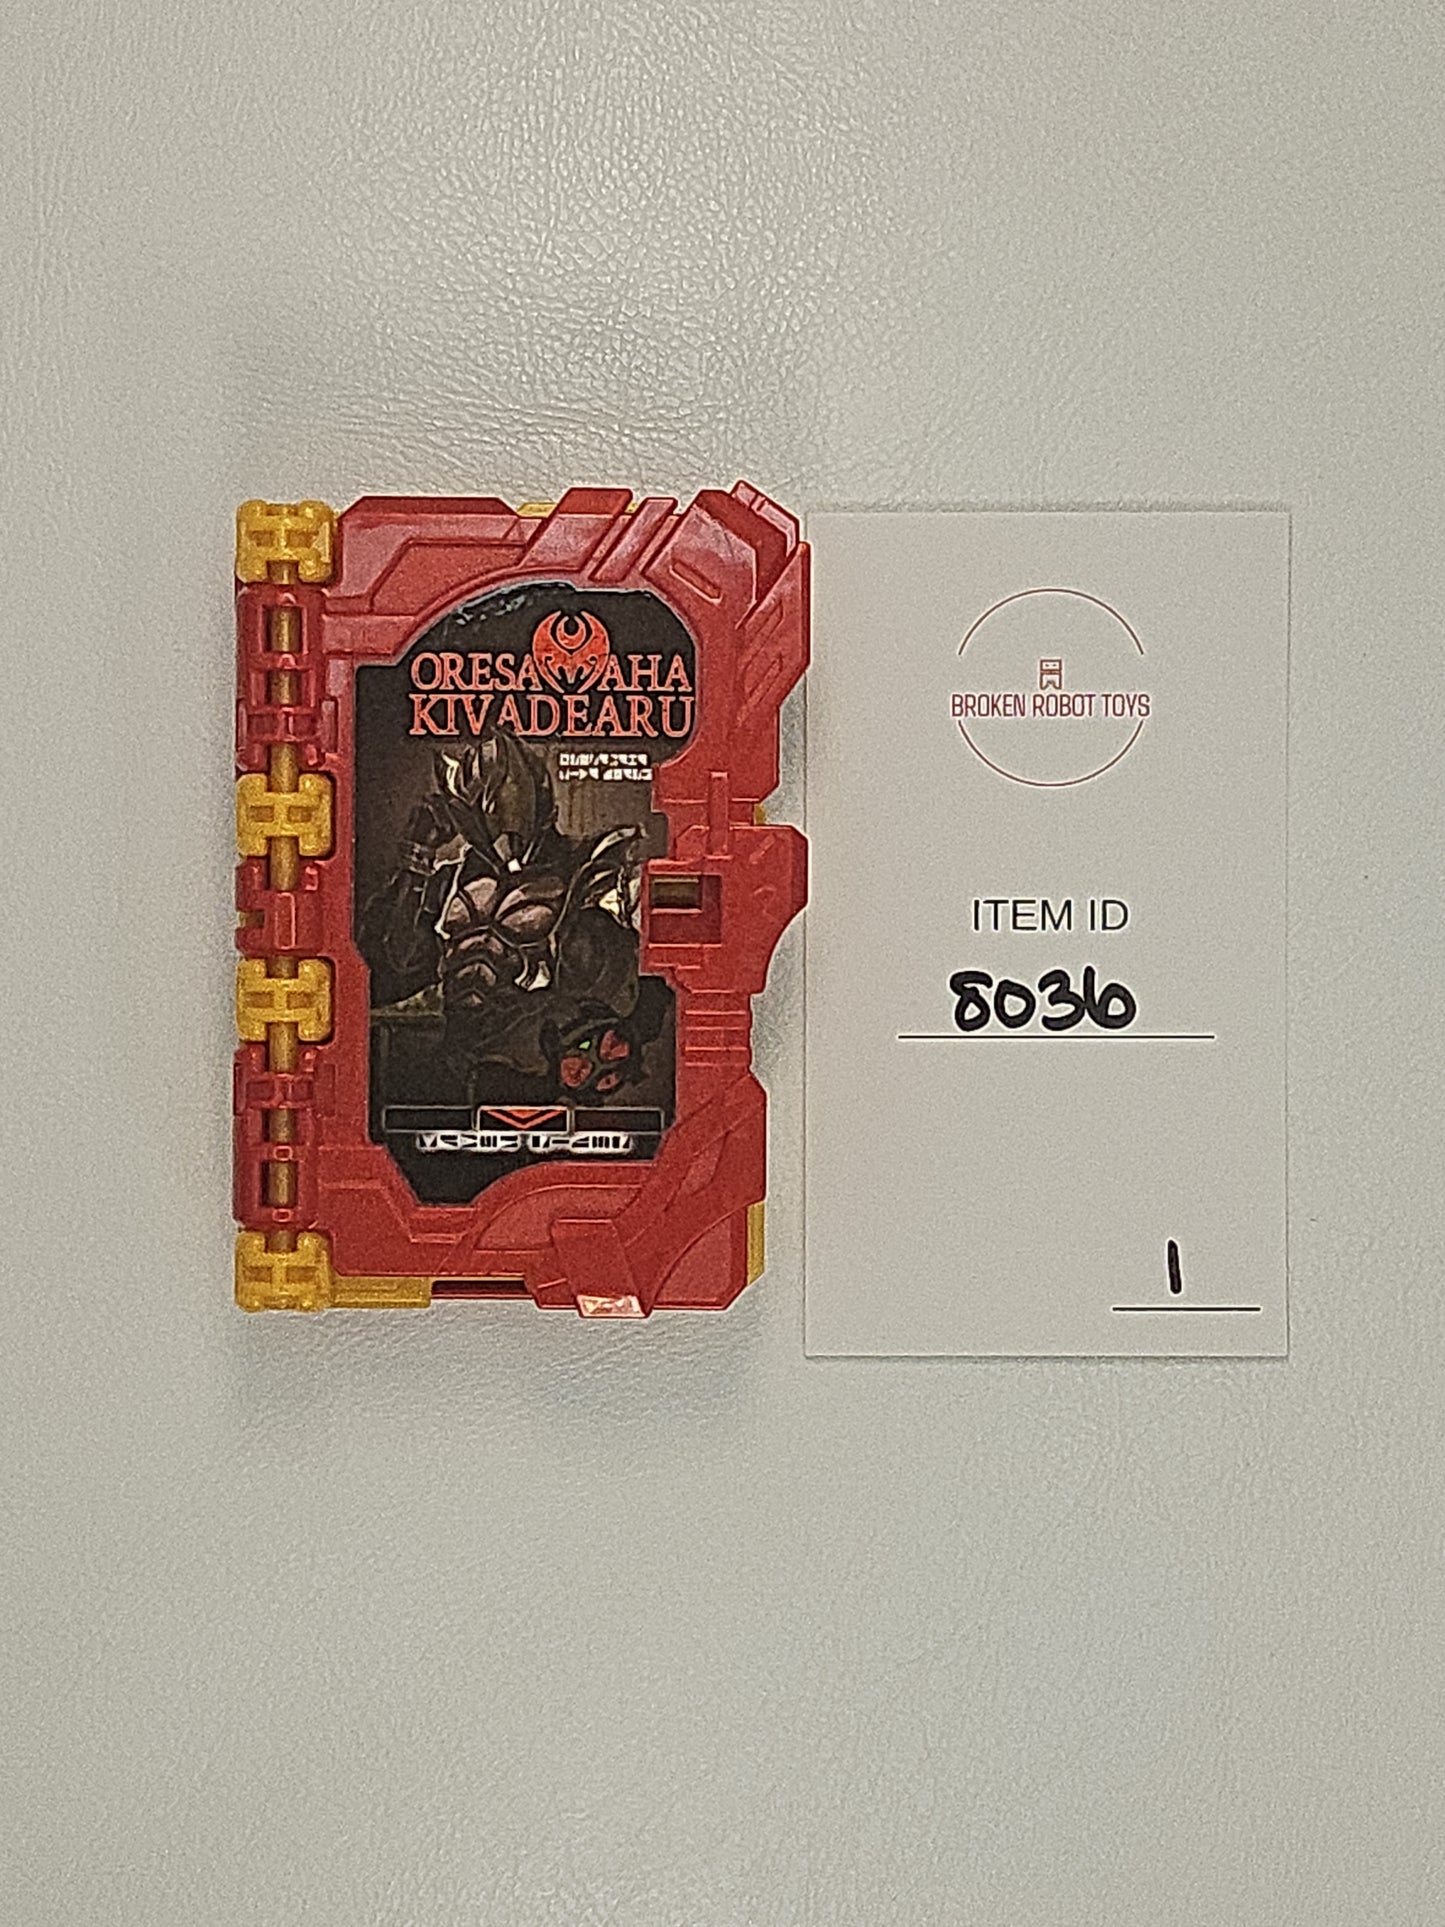 ORESAMAHA
KIVADEARU
BROKEN ROBOT TOYS
ITEM ID
8036
1